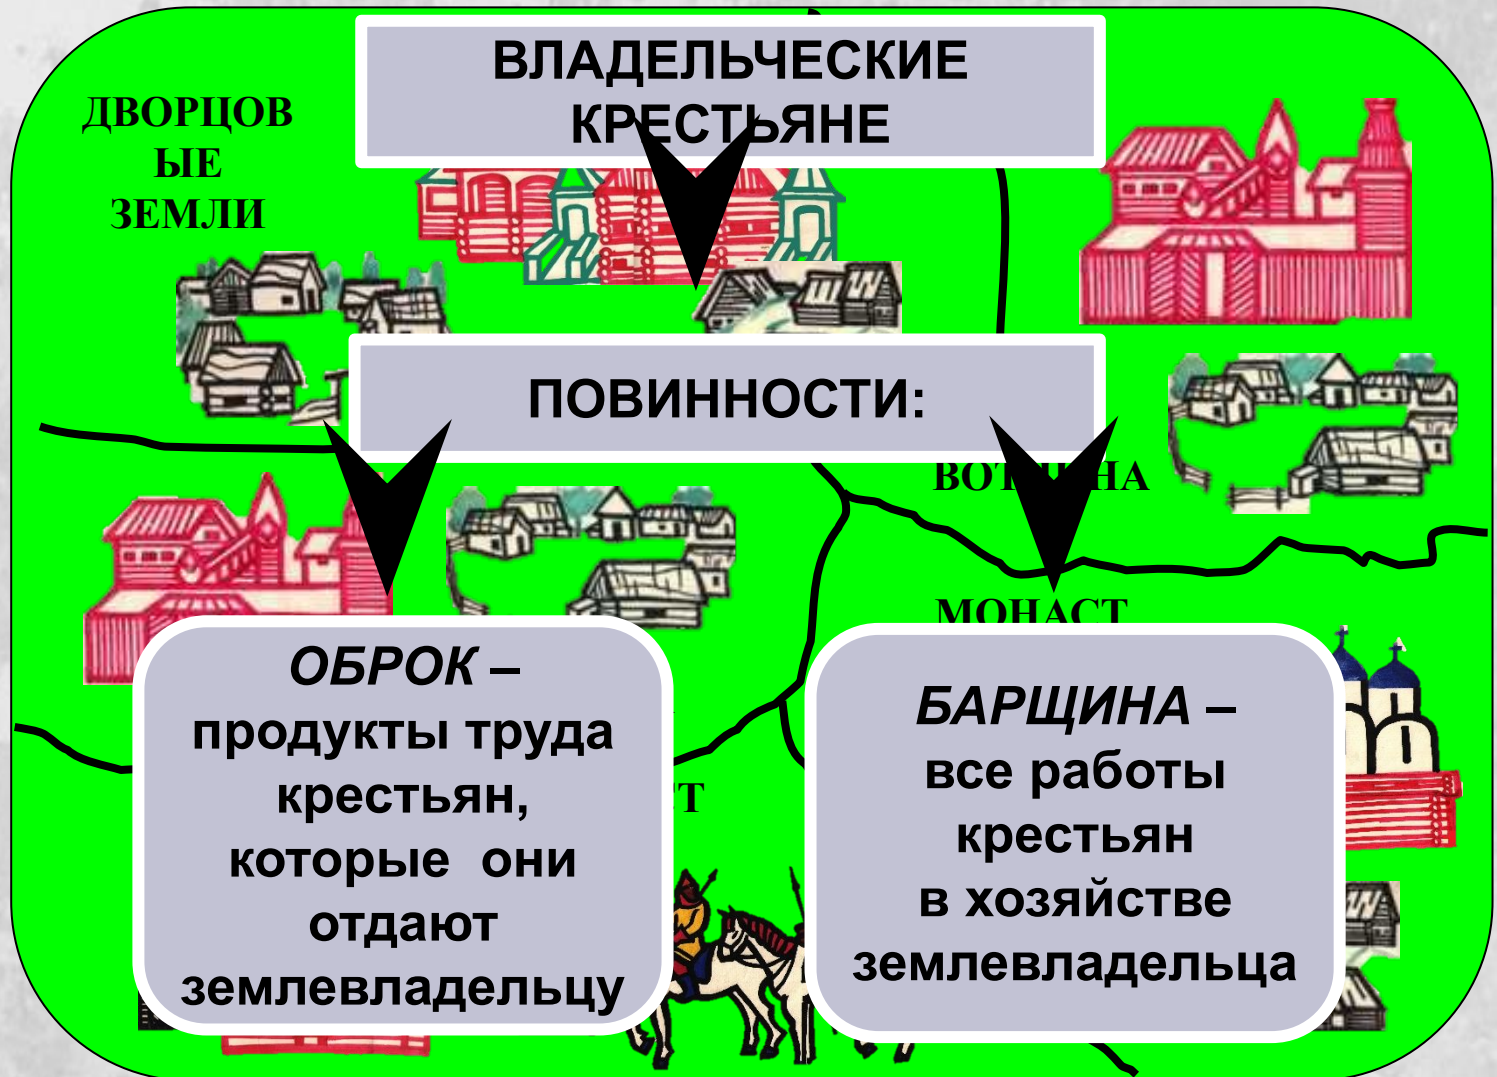 ВЛАДЕЛЬЧЕСКИЕ
КРЕСТЬЯНЕ
ДВОРЦОВ
ЫЕ
ЗЕМЛИ
ПОВИННОСТИ:
МОНАСТ
ОБРОК –
продукты труда
крестьян,
которые они
отдают
землевладельцу
БАРЩИНА –
все работы
крестьян
в хозяйстве
землевладельца